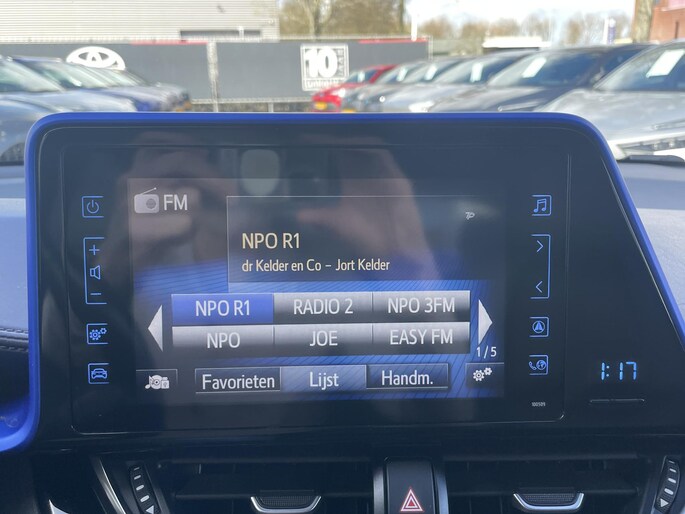 10
FM
NPO R1
dr Kelder en Co - Jort Kelder
NPO R1 RADIO 2 NPO 3FM
NPO JOE EASY FM
1 / 5
Favorieten Lijst Handm.
1:17